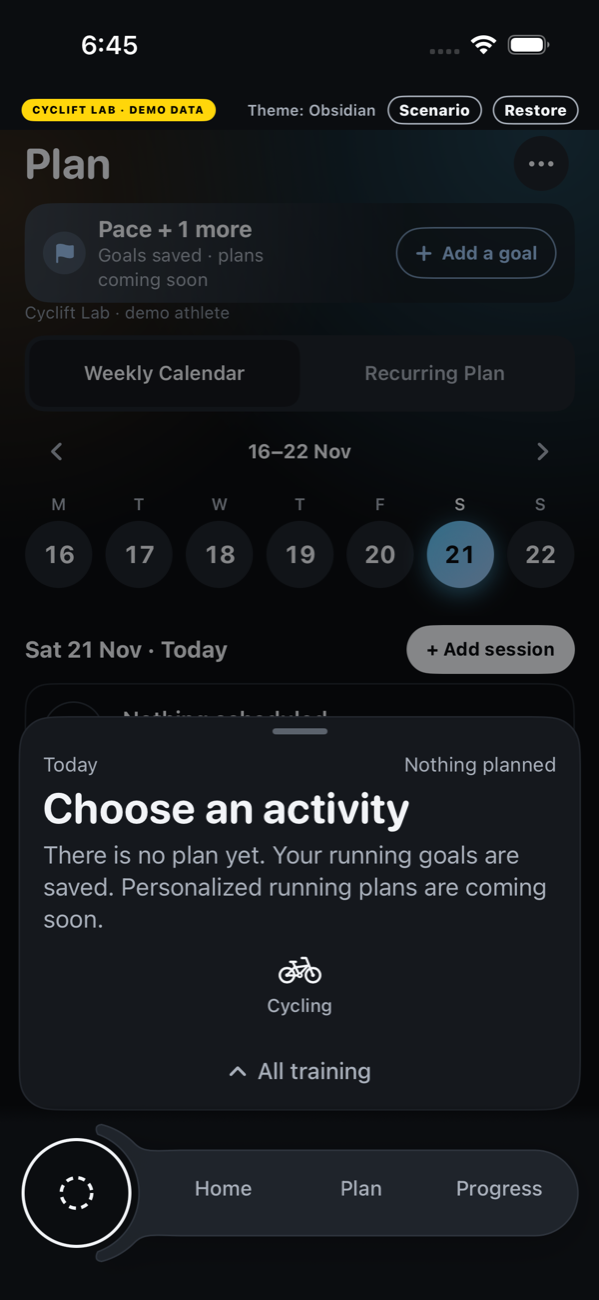 6:45
CYCLIFT LAB · DEMO DATA
Theme: Obsidian
Scenario
Restore
Plan
Pace + 1 more
Goals saved · plans
coming soon
+ Add a goal
Cyclift Lab · demo athlete
Weekly Calendar
Recurring Plan
16–22 Nov
M T W T F S S
16 17 18 19 20 21 22
Sat 21 Nov · Today
+ Add session
Nothing scheduled
Today
Nothing planned
Choose an activity
There is no plan yet. Your running goals are
saved. Personalized running plans are coming
soon.
Cycling
All training
Home
Plan
Progress